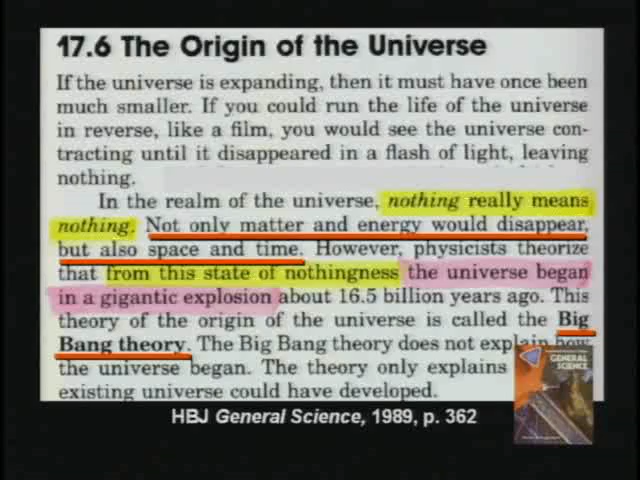 17.6 The Origin of the Universe
If the universe is expanding, then it must have once been
much smaller. If you could run the life of the universe
in reverse, like a film, you would see the universe con-
tracting until it disappeared in a flash of light, leaving
nothing.
In the realm of the universe, nothing really means
nothing. Not only matter and energy would disappear,
but also space and time. However, physicists theorize
that from this state of nothingness the universe began
in a gigantic explosion about 16.5 billion years ago. This
theory of the origin of the universe is called the Big
Bang theory. The Big Bang theory does not explain how
the universe began. The theory only explains
existing universe could have developed.
GENERAL
SCIENCE
HBJ General Science, 1989, p. 362